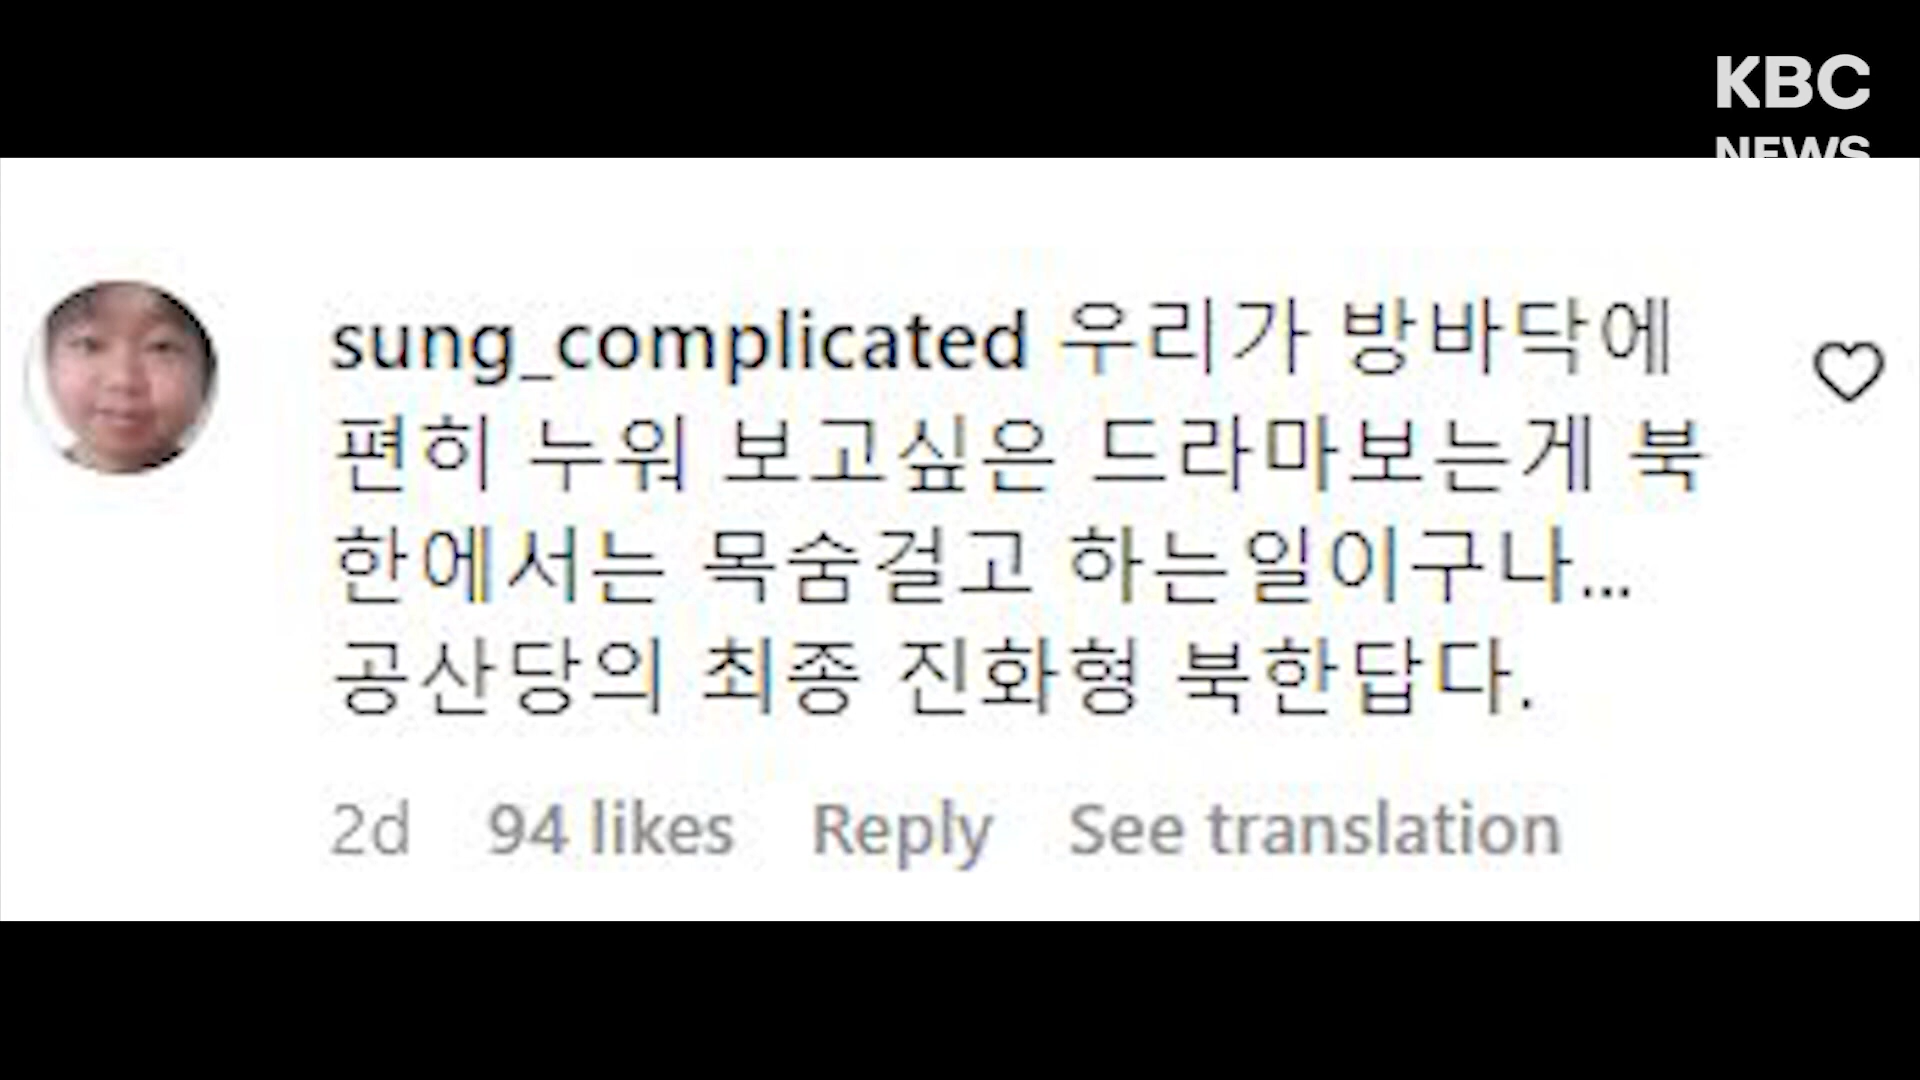 KBC
NEWS
sung_complicated 우리가 방바닥에
편히 누워 보고싶은 드라마보는게 북
한에서는 목숨걸고 하는일이구나...
공산당의 최종 진화형 북한답다.
2d 94 likes Reply See translation